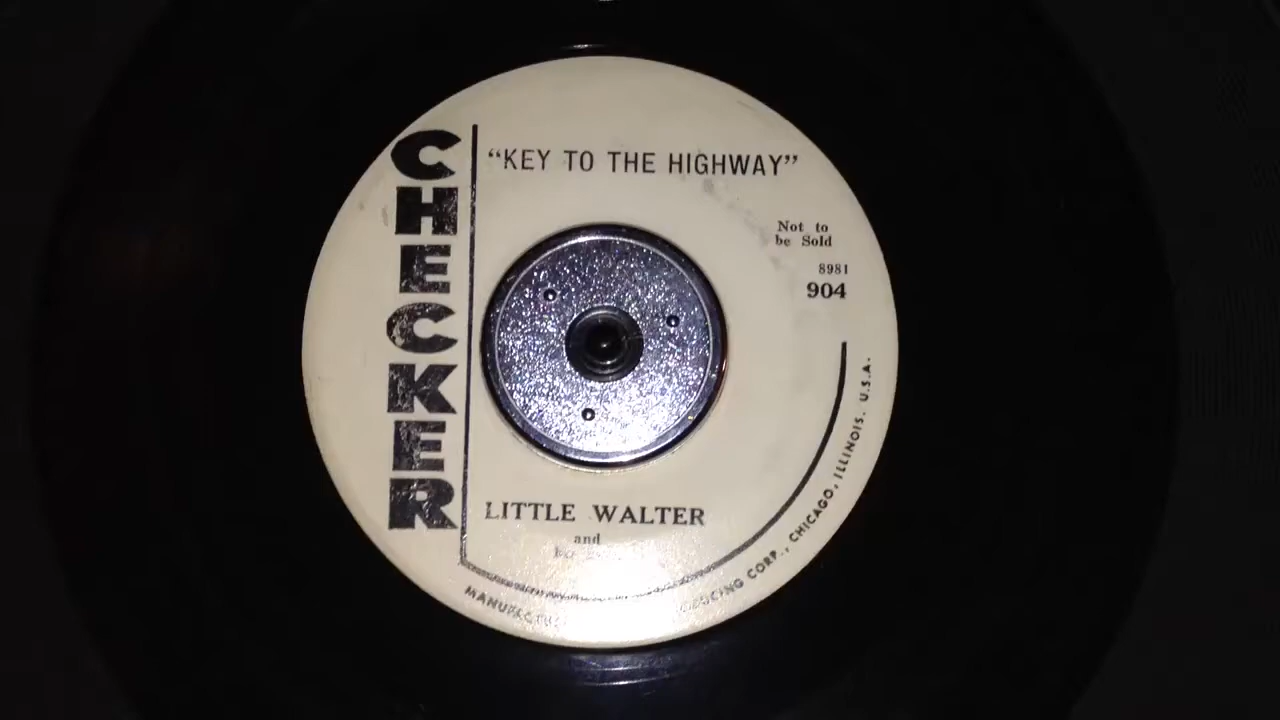 CHECKER
"KEY TO THE HIGHWAY"
Not to
be Sold
8981
904
LITTLE WALTER
and
CORP., CHICAGO, ILLINOIS. U.S.A.